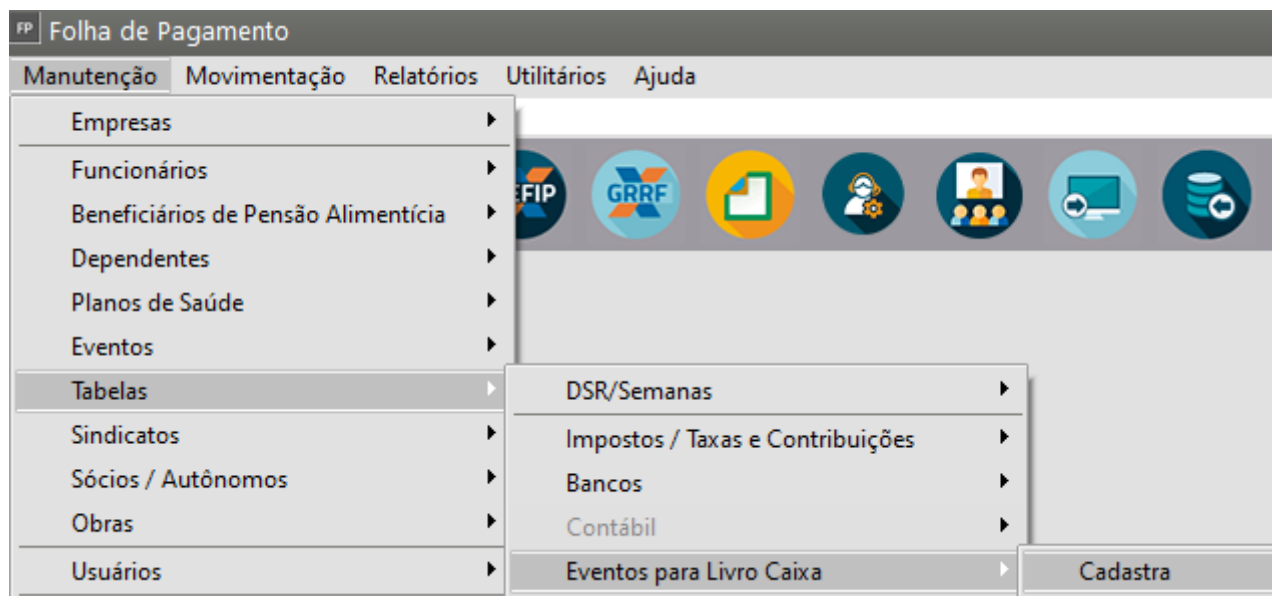 FP Folha de Pagamento
Manutenção Movimentação Relatórios Utilitários Ajuda
Empresas
Funcionários
Beneficiários de Pensão Alimentícia
Dependentes
Planos de Saúde
Eventos
Tabelas
Sindicatos
Sócios / Autônomos
Obras
Usuários
EFIP
GRRF
DSR/Semanas
Impostos / Taxas e Contribuições
Bancos
Contábil
Eventos para Livro Caixa
Cadastra